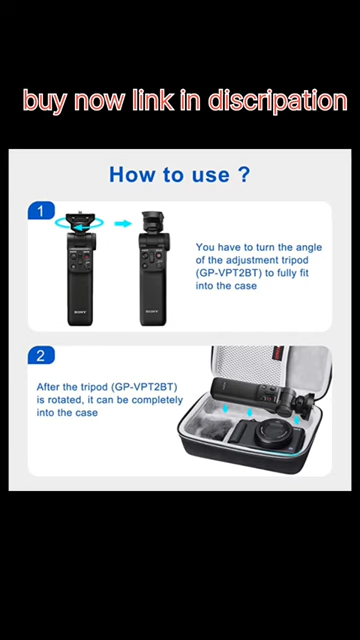 buy now link in discripation
How to use ?
1
You have to turn the angle
of the adjustment tripod
(GP-VPT2BT) to fully fit
into the case
SONY
2
After the tripod (GP-VPT2BT)
is rotated, it can be completely
into the case